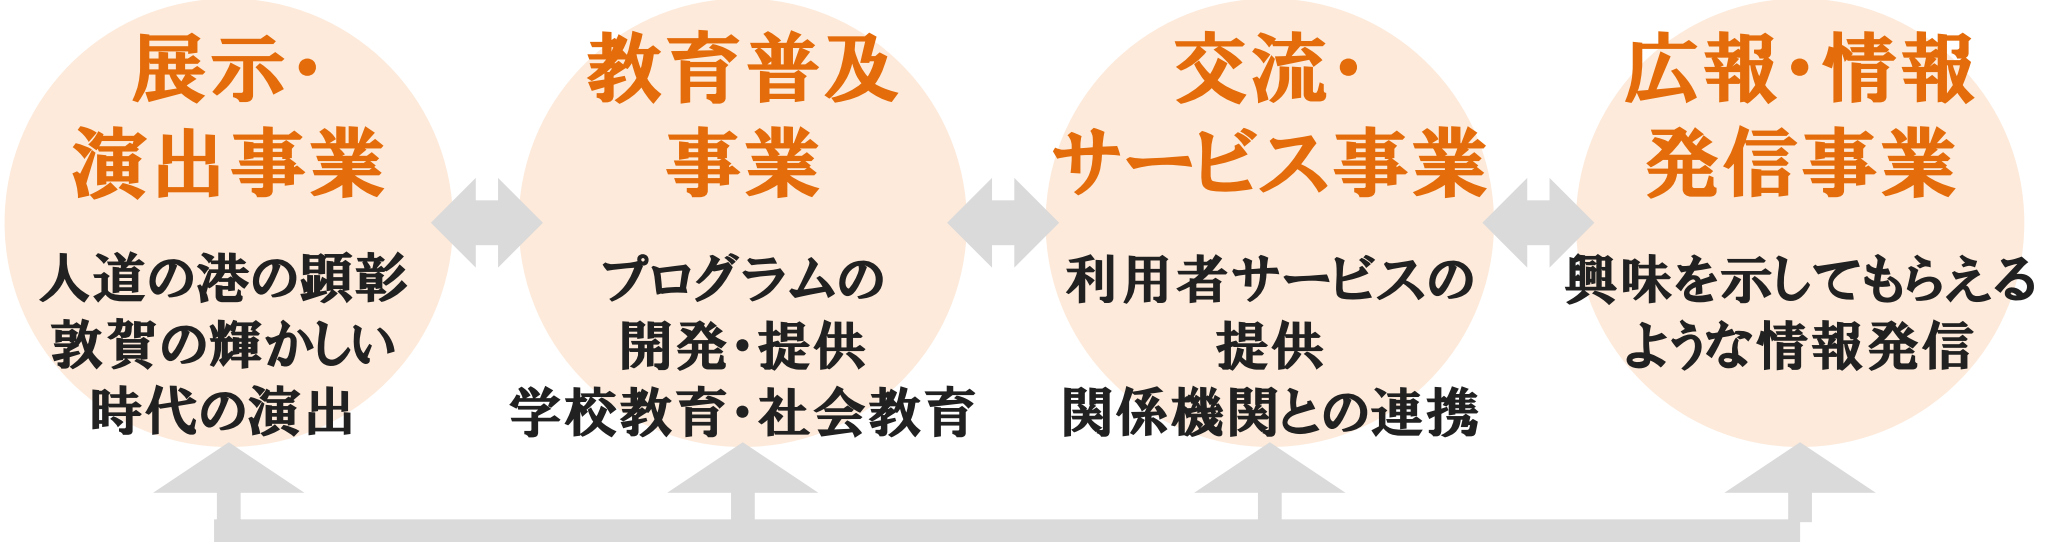 展示・
演出事業
人道の港の顕彰
敦賀の輝かしい
時代の演出
教育普及
事業
プログラムの
開発・提供
学校教育・社会教育
交流・
サービス事業
利用者サービスの
提供
関係機関との連携
広報・情報
発信事業
興味を示してもらえる
ような情報発信